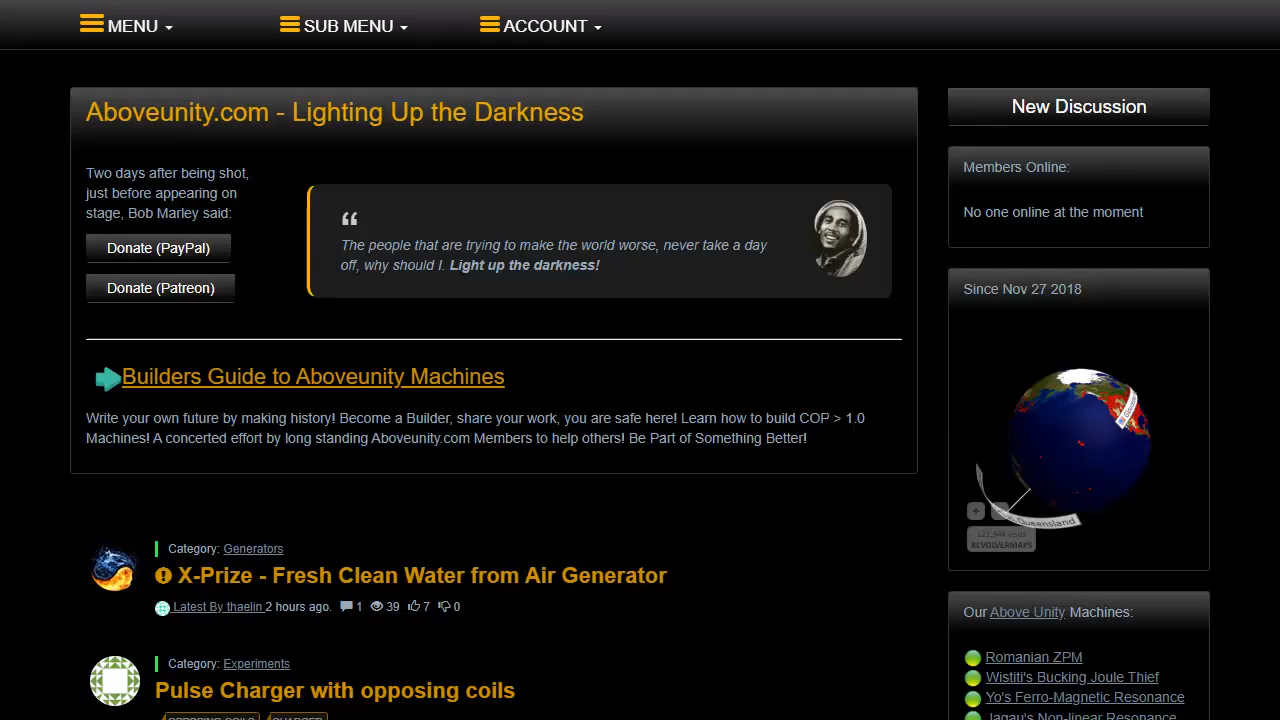 MENU
SUB MENU
ACCOUNT
Aboveunity.com - Lighting Up the Darkness
Two days after being shot,
just before appearing on
stage, Bob Marley said:
Donate (PayPal)
Donate (Patreon)
“
The people that are trying to make the world worse, never take a day
off, why should I. Light up the darkness!
Builders Guide to Aboveunity Machines
Write your own future by making history! Become a Builder, share your work, you are safe here! Learn how to build COP > 1.0
Machines! A concerted effort by long standing Aboveunity.com Members to help others! Be Part of Something Better!
Category: Generators
X-Prize - Fresh Clean Water from Air Generator
Latest By thaelin 2 hours ago. 1 39 7 0
Category: Experiments
Pulse Charger with opposing coils
OPPOSING COILS CHARGER
New Discussion
Members Online:
No one online at the moment
Since Nov 27 2018
Queensland
REVOLVERMAPS
Our Above Unity Machines:
Romanian ZPM
Wistiti's Bucking Joule Thief
Yo's Ferro-Magnetic Resonance
Jagau's Non-linear Resonance